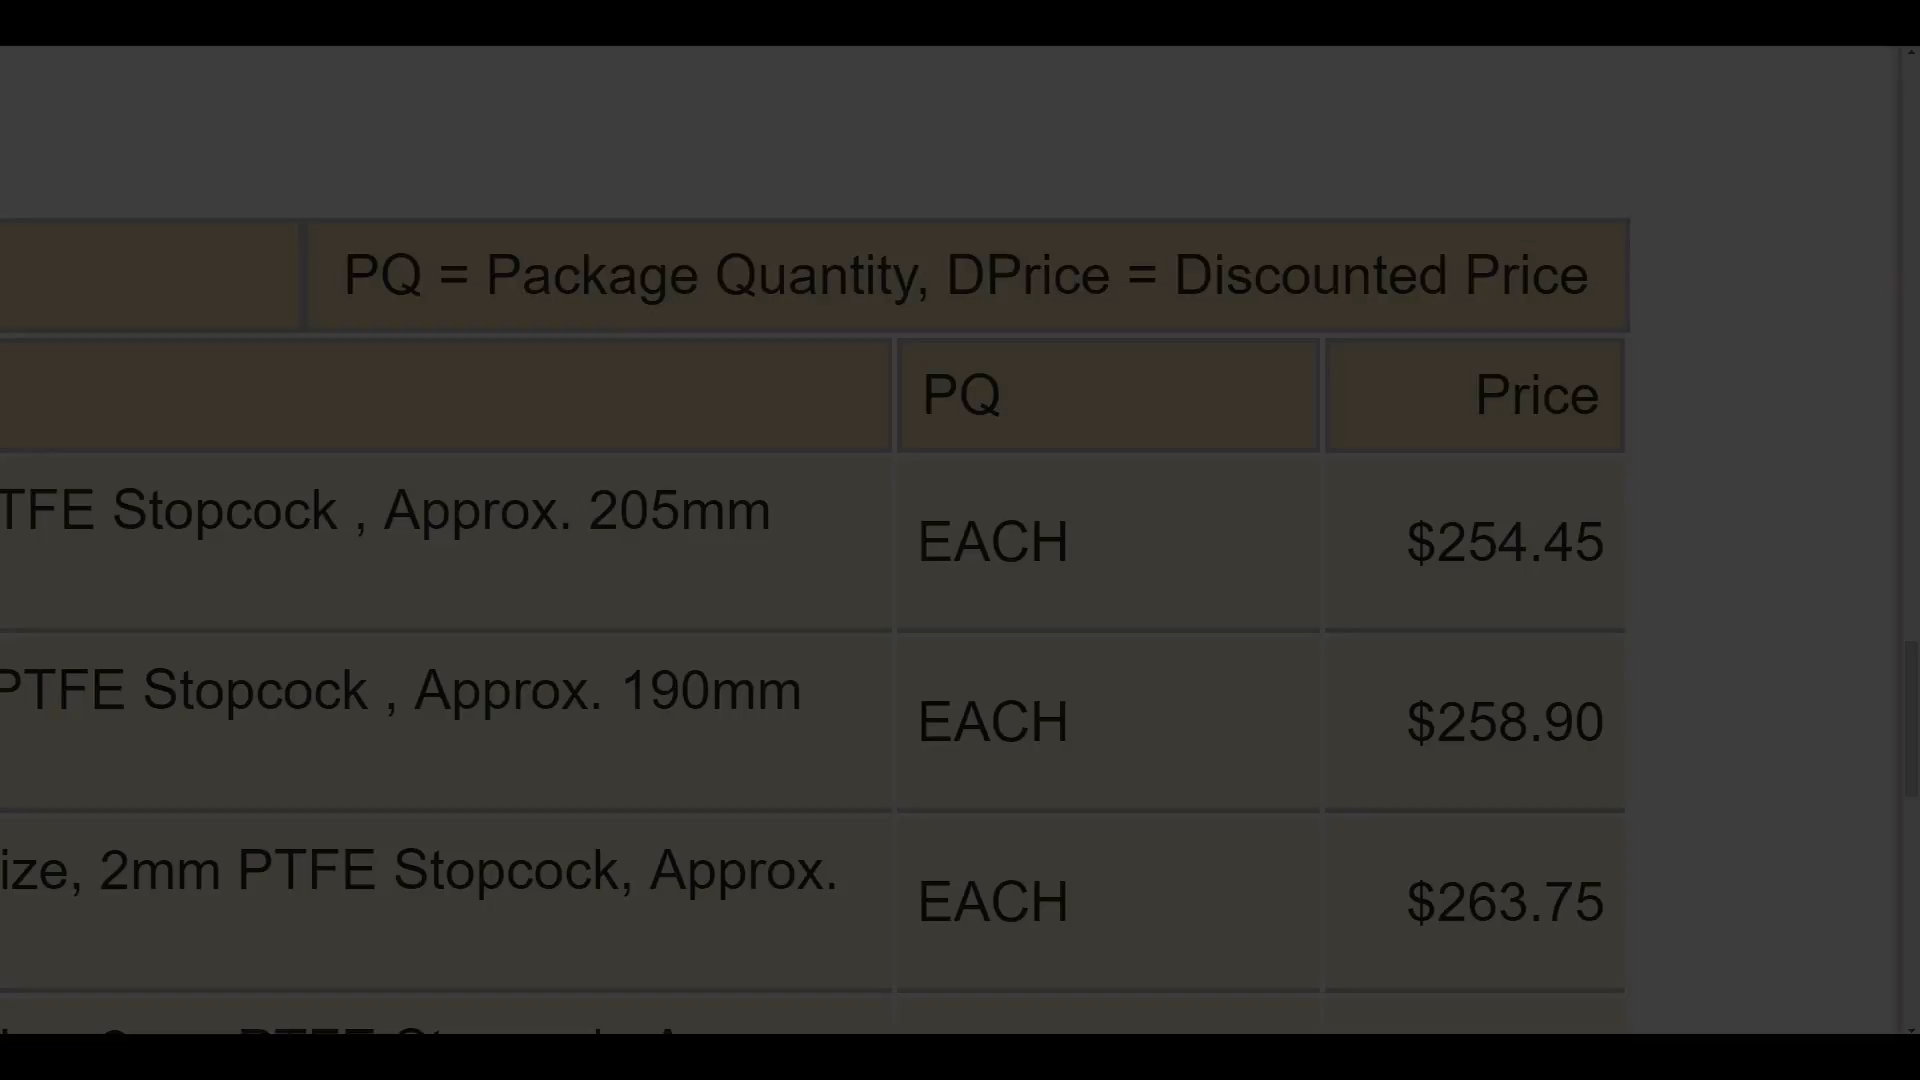 PQ = Package Quantity, DPrice = Discounted Price
PQ Price
TFE Stopcock , Approx. 205mm
EACH $254.45
PTFE Stopcock , Approx. 190mm
EACH $258.90
ize, 2mm PTFE Stopcock, Approx.
EACH $263.75